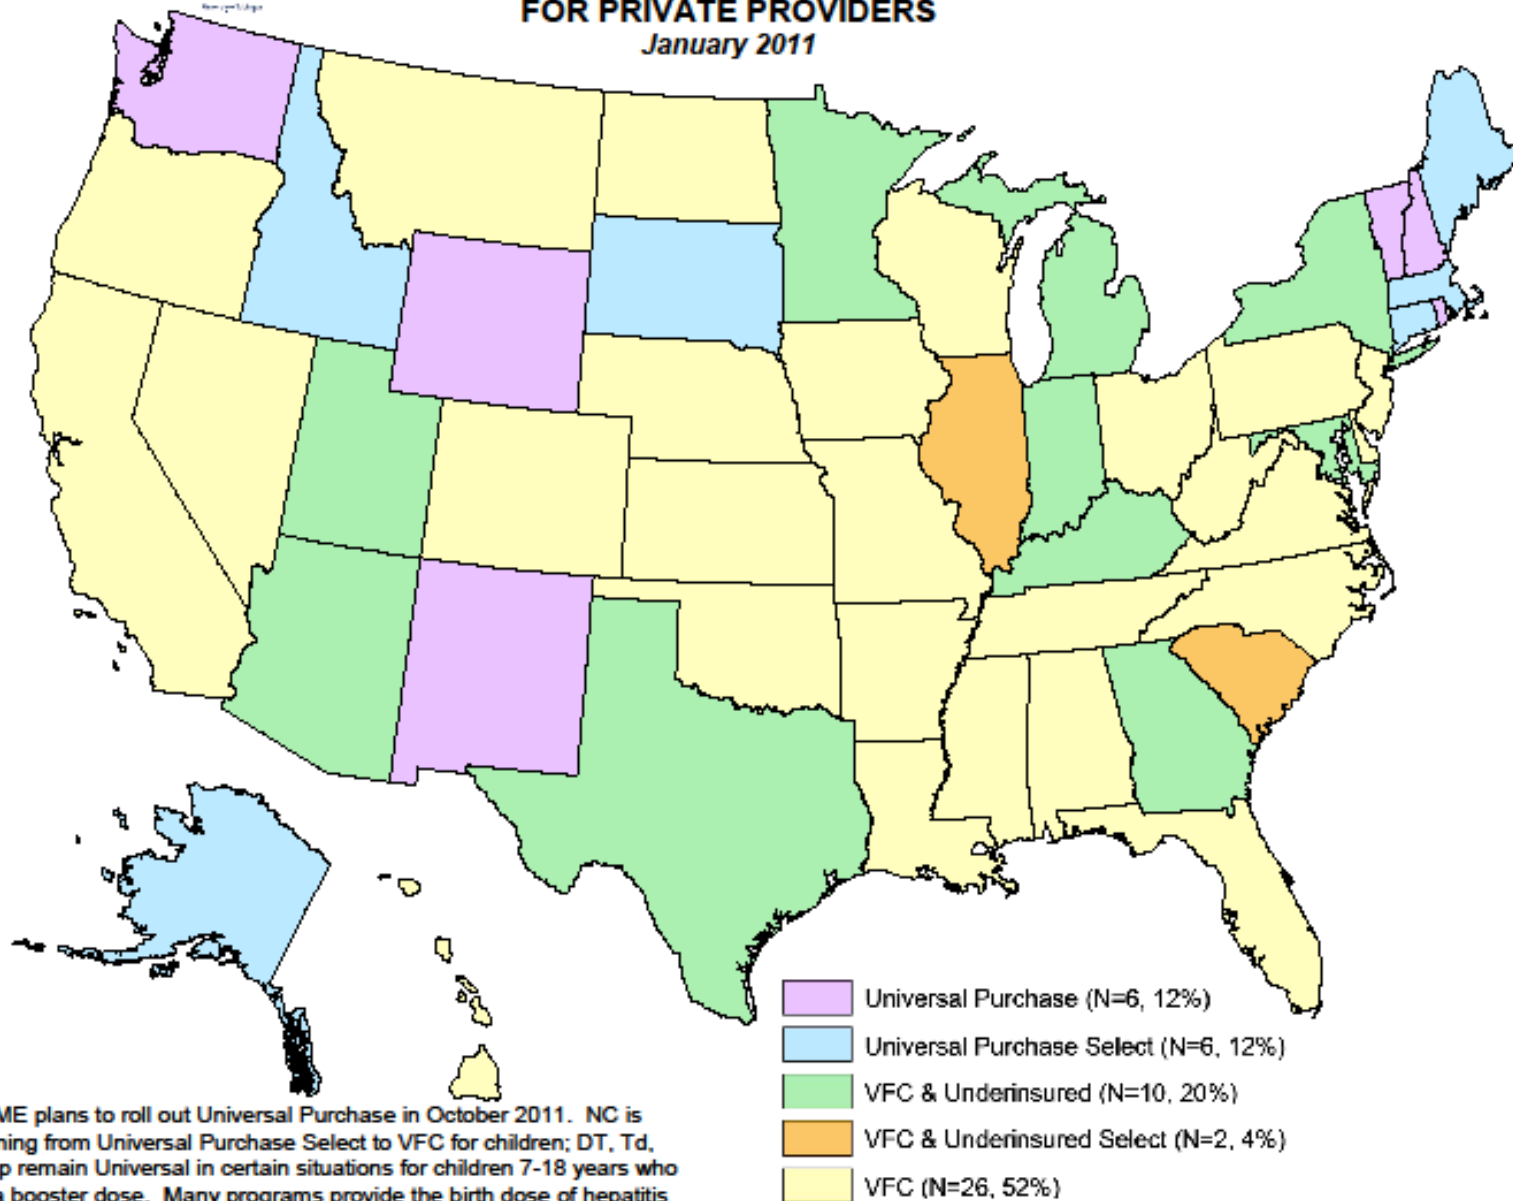 FOR PRIVATE PROVIDERS
January 2011
Universal Purchase (N=6, 12%)
Universal Purchase Select (N=6, 12%)
VFC & Underinsured (N=10, 20%)
VFC & Underinsured Select (N=2, 4%)
VFC (N=26, 52%)
ME plans to roll out Universal Purchase in October 2011. NC is
ning from Universal Purchase Select to VFC for children; DT, Td,
p remain Universal in certain situations for children 7-18 years who
a booster dose. Many programs provide the birth dose of hepatitis